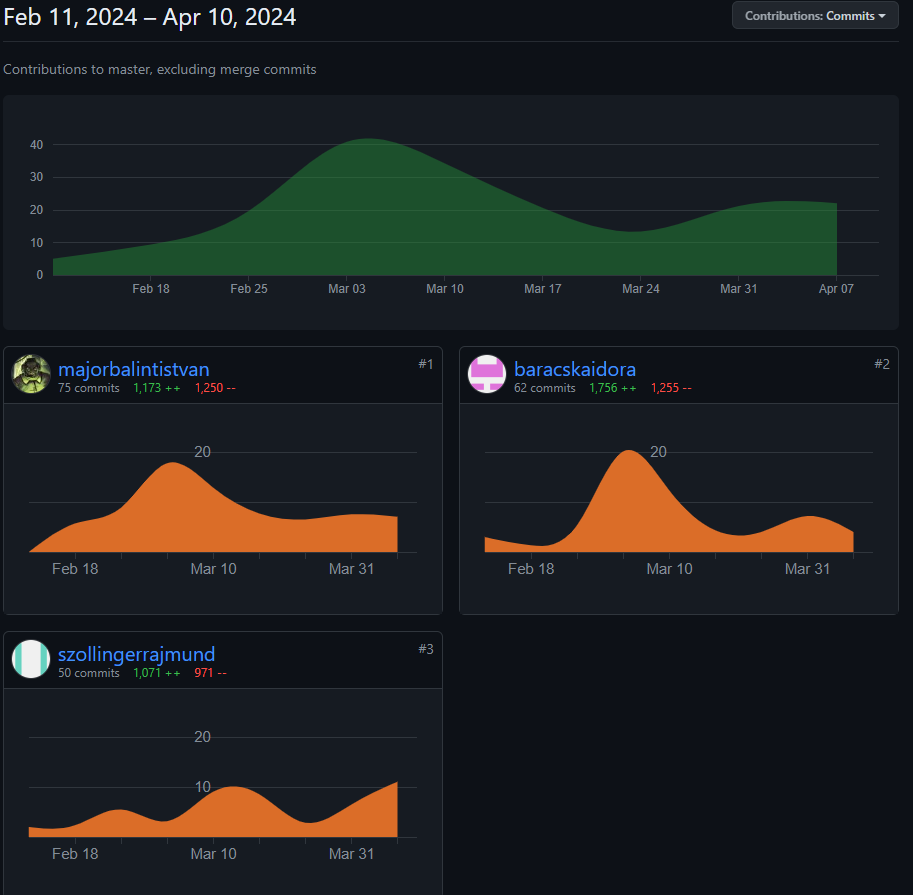 Feb 11, 2024 – Apr 10, 2024
Contributions: Commits
Contributions to master, excluding merge commits
40
30
20
10
0
Feb 18 Feb 25 Mar 03 Mar 10 Mar 17 Mar 24 Mar 31 Apr 07
majorbalintistvan
#1
75 commits 1,173 ++ 1,250 --
20
Feb 18 Mar 10 Mar 31
baracskaidora
#2
62 commits 1,756 ++ 1,255 --
20
Feb 18 Mar 10 Mar 31
szollingerrajmund
#3
50 commits 1,071 ++ 971 --
20
10
Feb 18 Mar 10 Mar 31